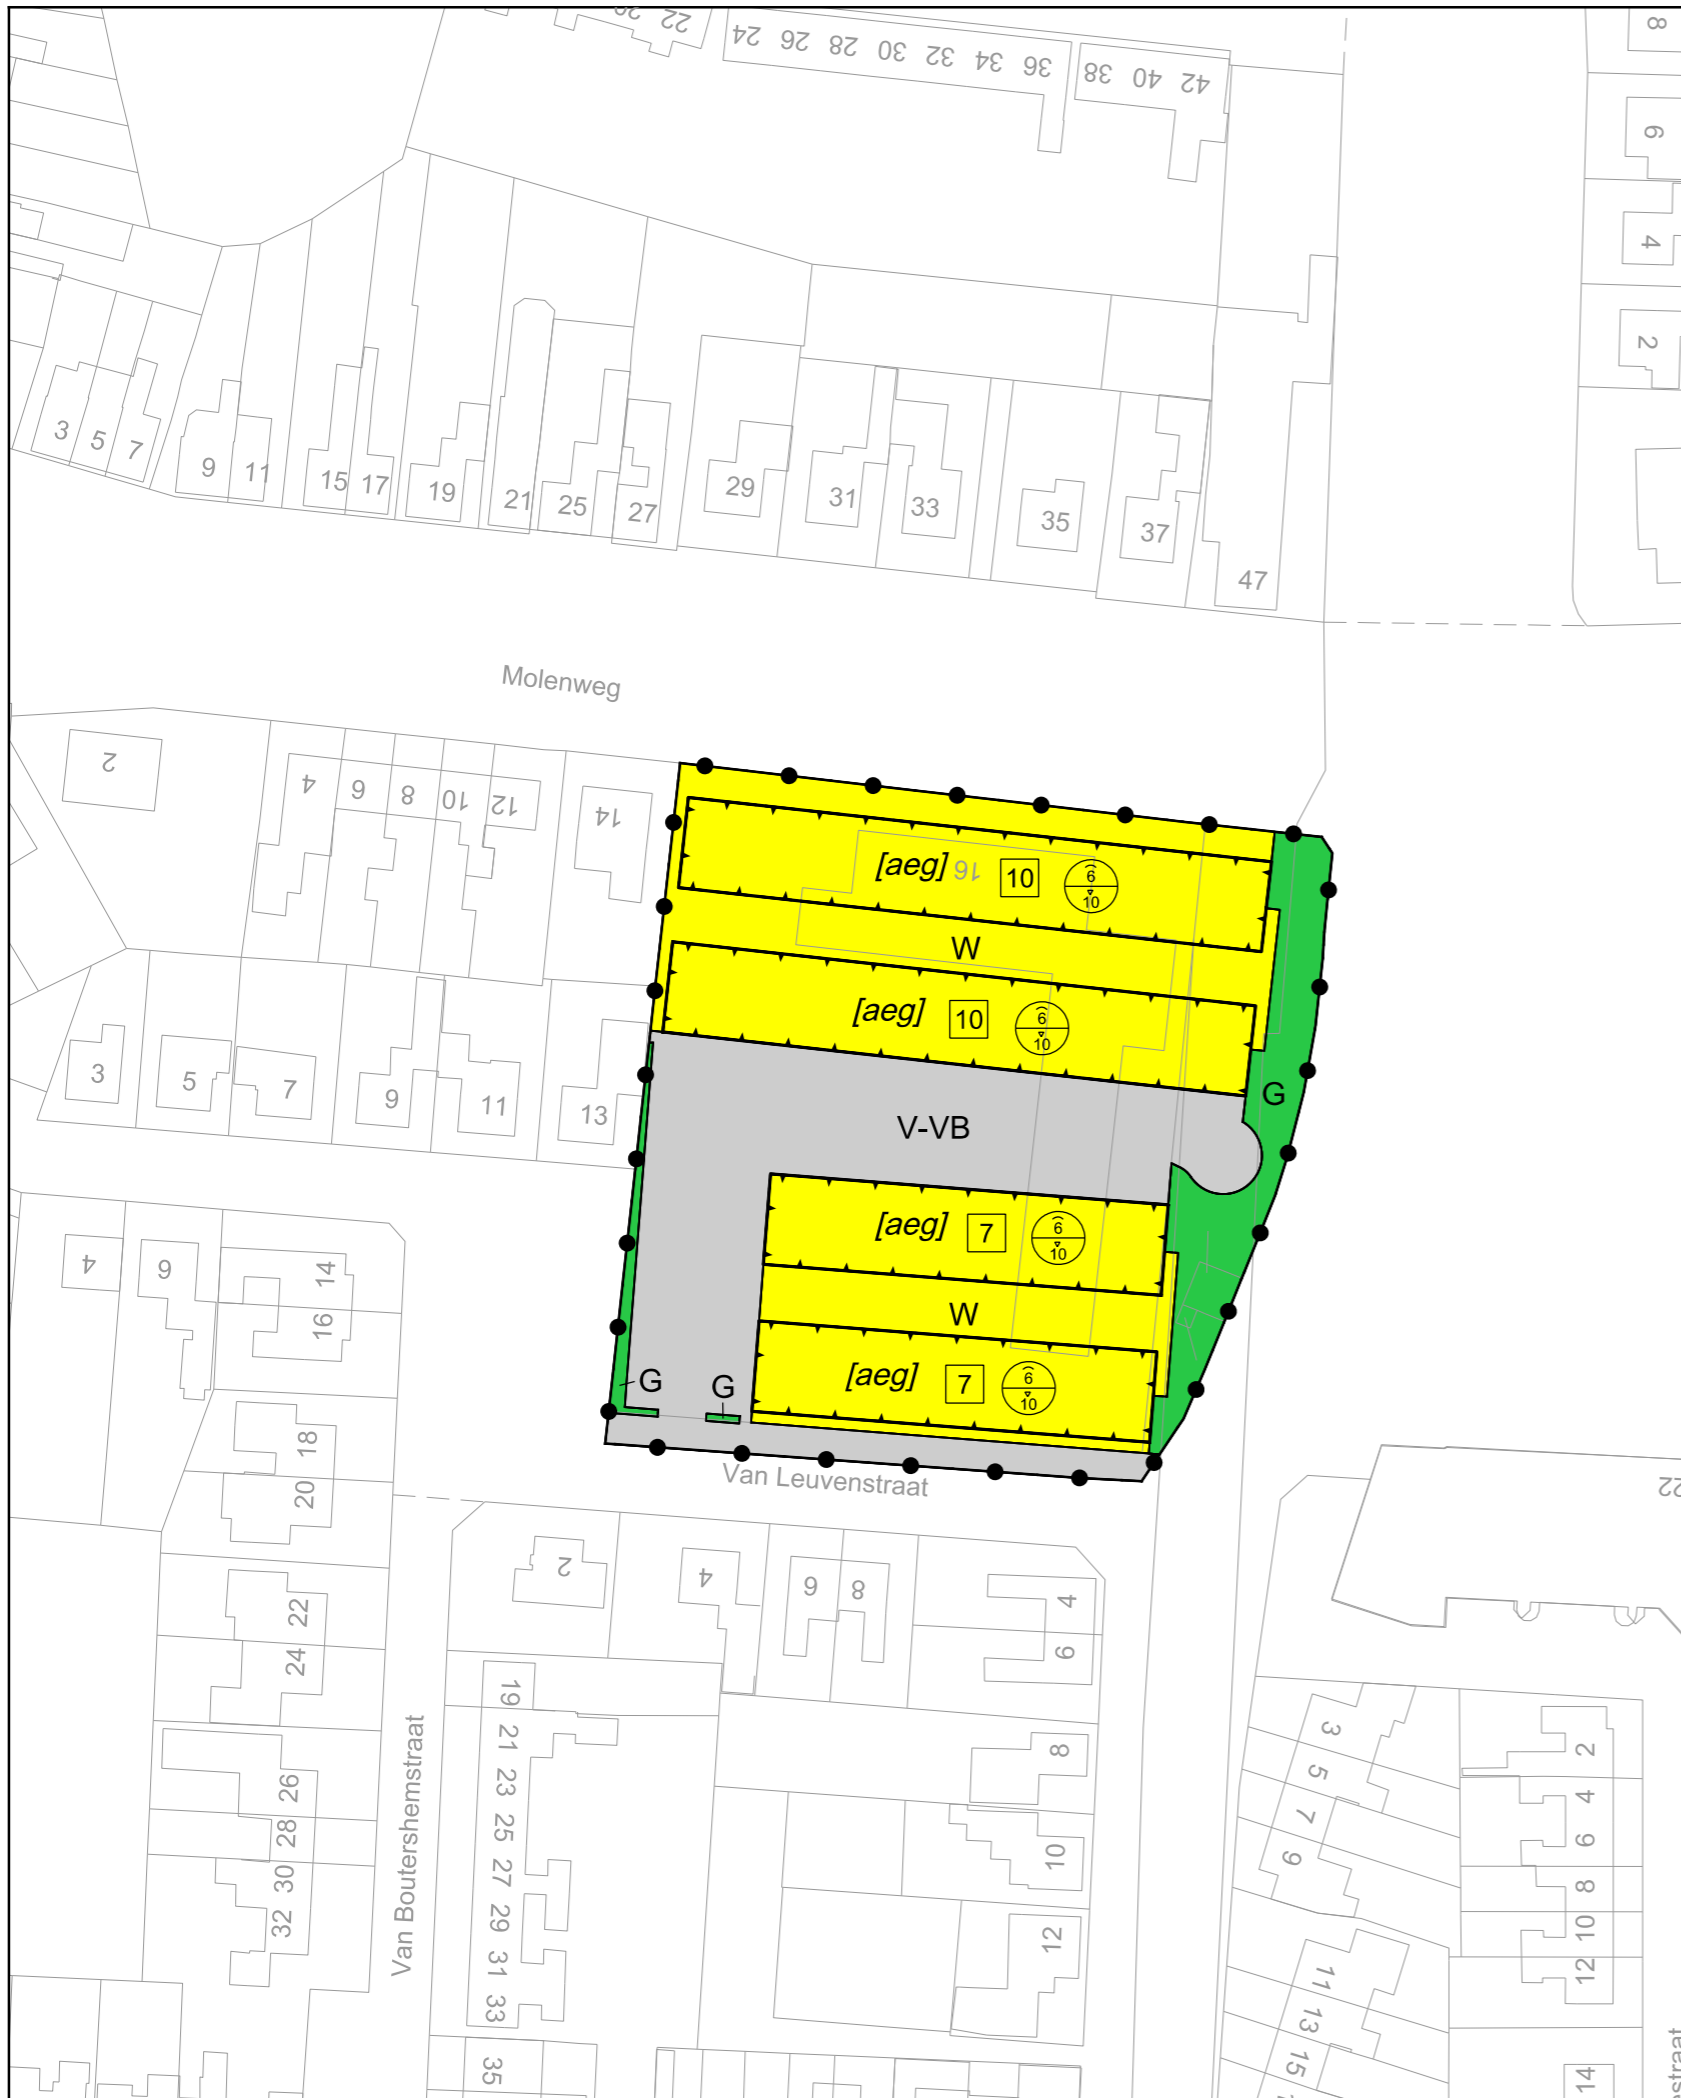 22
24 26 28 30 32 34 36 38 40 42
8
6
4
2
3 5 7 9 11 15 17 19 21 25 27 29 31 33 35 37 47
Molenweg
2 4 6 8 10 12 14
[aeg] 16 10 6 10
W
[aeg] 10 6 10
3 5 7 9 11 13
G
V-VB
[aeg] 7 6 10
W
[aeg] 7 6 10
G G
4 6 14
16
18
20
22
24
26
28
30
32
Van Leuvenstraat
22
2 4 6 8 4
6
8
10
12
Van Boutershemstraat
19
21
23
25
27
29
31
33
35
3
5
7
9
11
13
15
2
4
6
8
10
12
14